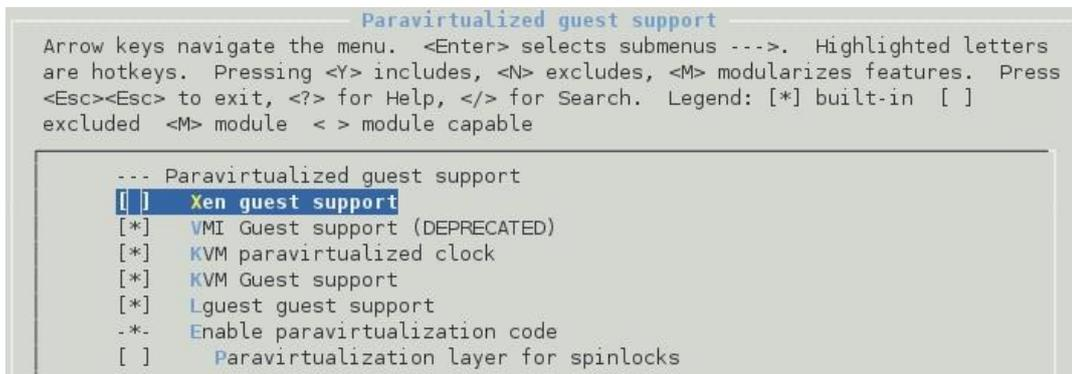 Paravirtualized guest support
Arrow keys navigate the menu.  <Enter> selects submenus --->.  Highlighted letters
are hotkeys.  Pressing <Y> includes, <N> excludes, <M> modularizes features.  Press
<Esc><Esc> to exit, <?> for Help, </> for Search.  Legend: [*] built-in  [ ]
excluded  <M> module  < > module capable
--- Paravirtualized guest support
[ ]   Xen guest support
[*]   VMI Guest support (DEPRECATED)
[*]   KVM paravirtualized clock
[*]   KVM Guest support
[*]   Lguest guest support
-*-   Enable paravirtualization code
[ ]     Paravirtualization layer for spinlocks